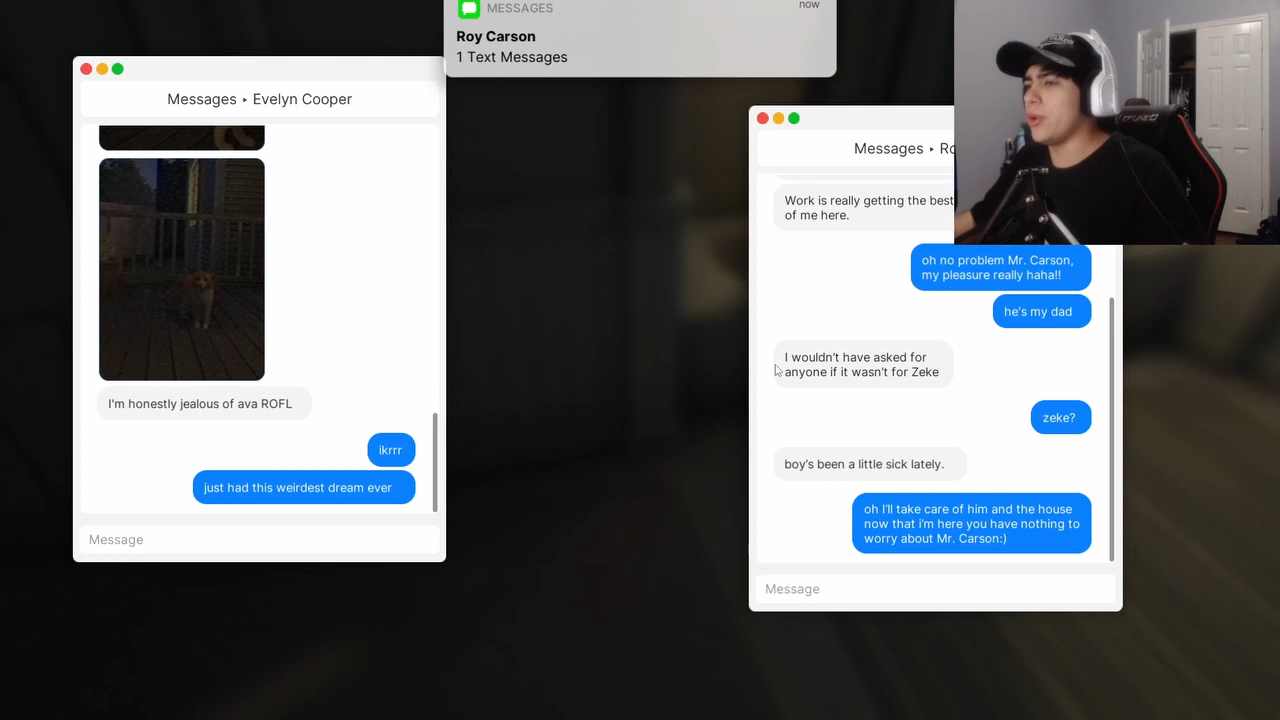 MESSAGES
now
Roy Carson
1 Text Messages
Messages ▸ Evelyn Cooper
I'm honestly jealous of ava ROFL
ikrrr
just had this weirdest dream ever
Message
Messages ▸ Ro
Work is really getting the best
of me here.
oh no problem Mr. Carson,
my pleasure really haha!!
he's my dad
I wouldn't have asked for
anyone if it wasn't for Zeke
zeke?
boy's been a little sick lately.
oh I'll take care of him and the house
now that i'm here you have nothing to
worry about Mr. Carson:)
Message